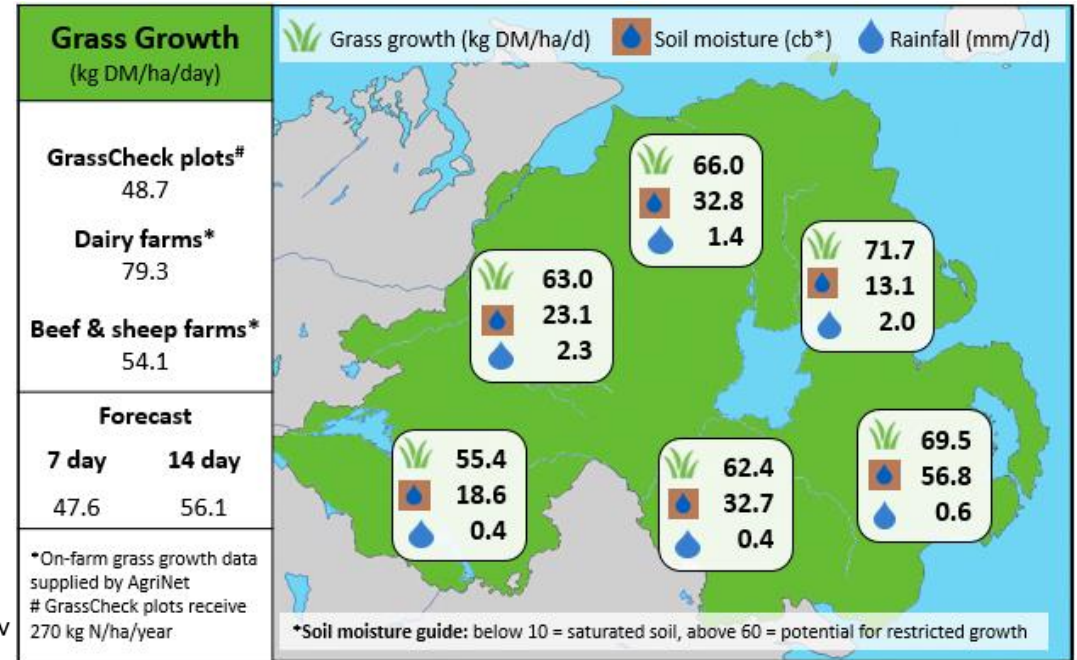 Grass Growth
(kg DM/ha/day)
GrassCheck plots#
48.7
Dairy farms*
79.3
Beef & sheep farms*
54.1
Forecast
7 day 14 day
47.6 56.1
*On-farm grass growth data
supplied by AgriNet
# GrassCheck plots receive
270 kg N/ha/year
v
Grass growth (kg DM/ha/d) Soil moisture (cb*) Rainfall (mm/7d)
66.0
32.8
1.4
71.7
13.1
2.0
63.0
23.1
2.3
55.4
18.6
0.4
62.4
32.7
0.4
69.5
56.8
0.6
*Soil moisture guide: below 10 = saturated soil, above 60 = potential for restricted growth